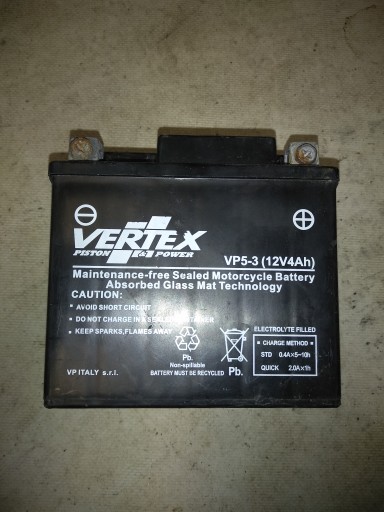 VERTEX
PISTON POWER
VP5-3 (12V4Ah)
Maintenance-free Sealed Motorcycle Battery
Absorbed Glass Mat Technology
CAUTION:
AVOID SHORT CIRCUIT
DO NOT CHARGE IN A
KEEP SPARKS,FLAMES AWAY
ELECTROLYTE FILLED
CHARGE METHOD
STD 0.4A×5~10h
QUICK 2.0A×1h
Pb.
Non-spillable
BATTERY MUST BE RECYCLED
Pb.
VP ITALY s.r.l.